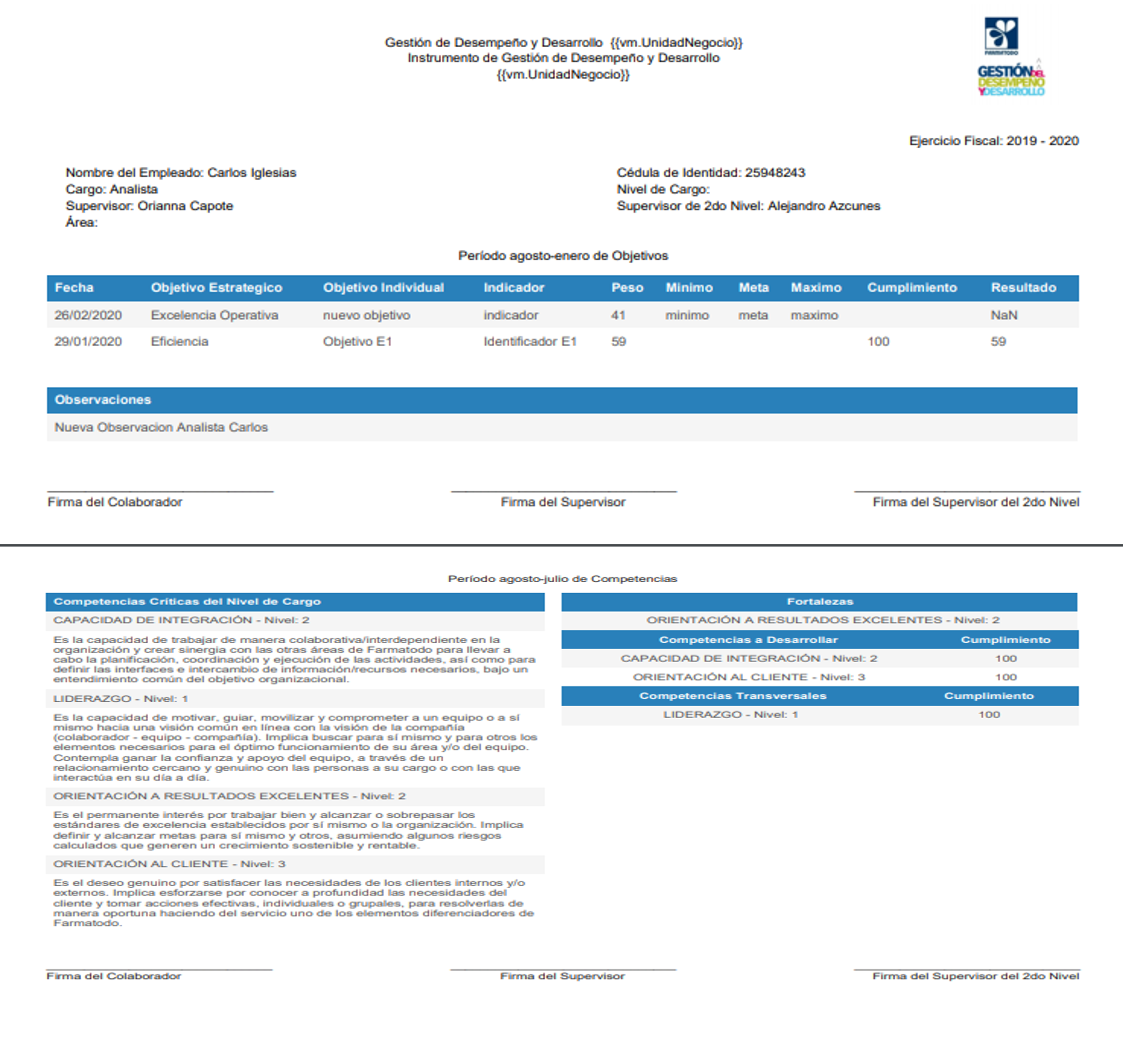 Gestión de Desempeño y Desarrollo {{vm.UnidadNegocio}}
Instrumento de Gestión de Desempeño y Desarrollo
{{vm.UnidadNegocio}}
FARMATODO
GESTIÓN DEL
DESEMPEÑO
Y DESARROLLO
Ejercicio Fiscal: 2019 - 2020
Nombre del Empleado: Carlos Iglesias
Cargo: Analista
Supervisor: Orianna Capote
Área:
Cédula de Identidad: 25948243
Nivel de Cargo:
Supervisor de 2do Nivel: Alejandro Azcunes
Período agosto-enero de Objetivos
Fecha Objetivo Estrategico Objetivo Individual Indicador Peso Minimo Meta Maximo Cumplimiento Resultado
26/02/2020 Excelencia Operativa nuevo objetivo indicador 41 minimo meta maximo NaN
29/01/2020 Eficiencia Objetivo E1 Identificador E1 59 100 59
Observaciones
Nueva Observacion Analista Carlos
Firma del Colaborador Firma del Supervisor Firma del Supervisor del 2do Nivel
Período agosto-julio de Competencias
Competencias Críticas del Nivel de Cargo
CAPACIDAD DE INTEGRACIÓN - Nivel: 2
Es la capacidad de trabajar de manera colaborativa/interdependiente en la
organización y crear sinergia con las otras áreas de Farmatodo para llevar a
cabo la planificación, coordinación y ejecución de las actividades, así como para
definir las interfaces e intercambio de información/recursos necesarios, bajo un
entendimiento común del objetivo organizacional.
LIDERAZGO - Nivel: 1
Es la capacidad de motivar, guiar, movilizar y comprometer a un equipo o a sí
mismo hacia una visión común en línea con la visión de la compañía
(colaborador - equipo - compañía). Implica buscar para sí mismo y para otros los
elementos necesarios para el óptimo funcionamiento de su área y/o del equipo.
Contempla ganar la confianza y apoyo del equipo, a través de un
relacionamiento cercano y genuino con las personas a su cargo o con las que
interactúa en su día a día.
ORIENTACIÓN A RESULTADOS EXCELENTES - Nivel: 2
Es el permanente interés por trabajar bien y alcanzar o sobrepasar los
estándares de excelencia establecidos por sí mismo o la organización. Implica
definir y alcanzar metas para sí mismo y otros, asumiendo algunos riesgos
calculados que generen un crecimiento sostenible y rentable.
ORIENTACIÓN AL CLIENTE - Nivel: 3
Es el deseo genuino por satisfacer las necesidades de los clientes internos y/o
externos. Implica esforzarse por conocer a profundidad las necesidades del
cliente y tomar acciones efectivas, individuales o grupales, para resolverlas de
manera oportuna haciendo del servicio uno de los elementos diferenciadores de
Farmatodo.
Fortalezas
ORIENTACIÓN A RESULTADOS EXCELENTES - Nivel: 2
Competencias a Desarrollar Cumplimiento
CAPACIDAD DE INTEGRACIÓN - Nivel: 2 100
ORIENTACIÓN AL CLIENTE - Nivel: 3 100
Competencias Transversales Cumplimiento
LIDERAZGO - Nivel: 1 100
Firma del Colaborador Firma del Supervisor Firma del Supervisor del 2do Nivel